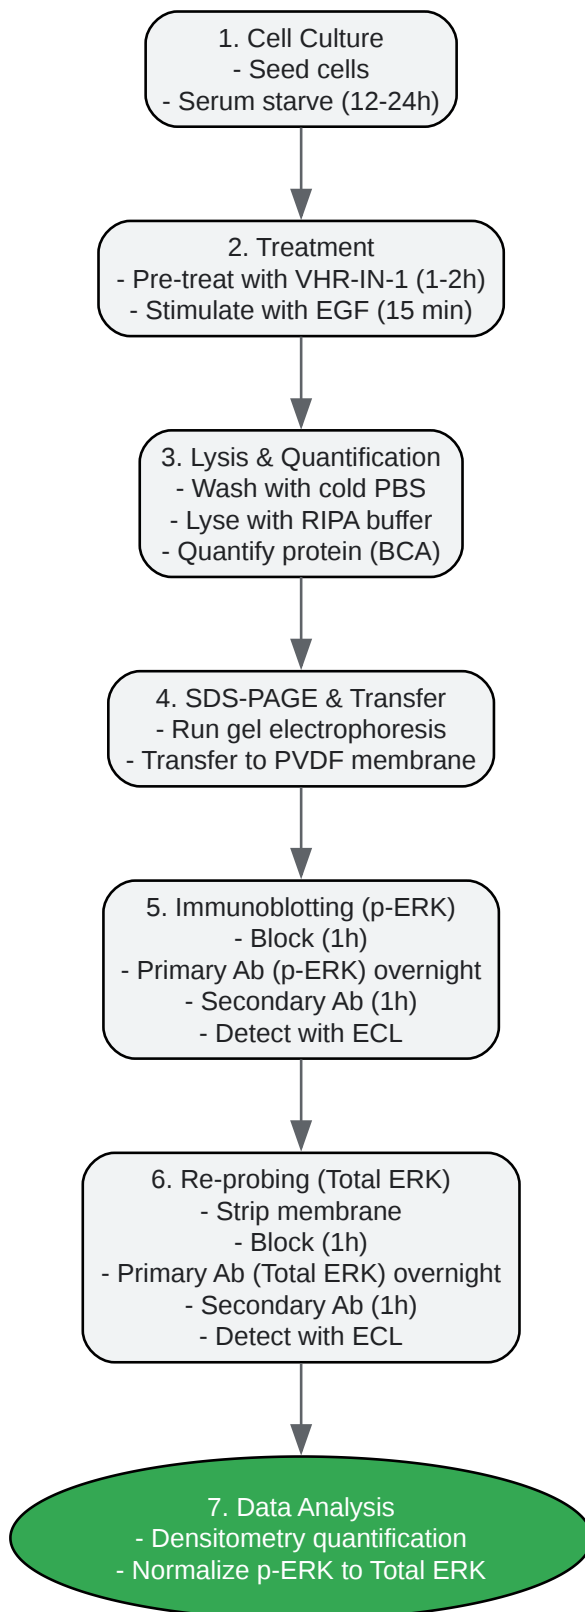 1. Cell Culture
- Seed cells
- Serum starve (12-24h)
2. Treatment
- Pre-treat with VHR-IN-1 (1-2h)
- Stimulate with EGF (15 min)
3. Lysis & Quantification
- Wash with cold PBS
- Lyse with RIPA buffer
- Quantify protein (BCA)
4. SDS-PAGE & Transfer
- Run gel electrophoresis
- Transfer to PVDF membrane
5. Immunoblotting (p-ERK)
- Block (1h)
- Primary Ab (p-ERK) overnight
- Secondary Ab (1h)
- Detect with ECL
6. Re-probing (Total ERK)
- Strip membrane
- Block (1h)
- Primary Ab (Total ERK) overnight
- Secondary Ab (1h)
- Detect with ECL
7. Data Analysis
- Densitometry quantification
- Normalize p-ERK to Total ERK